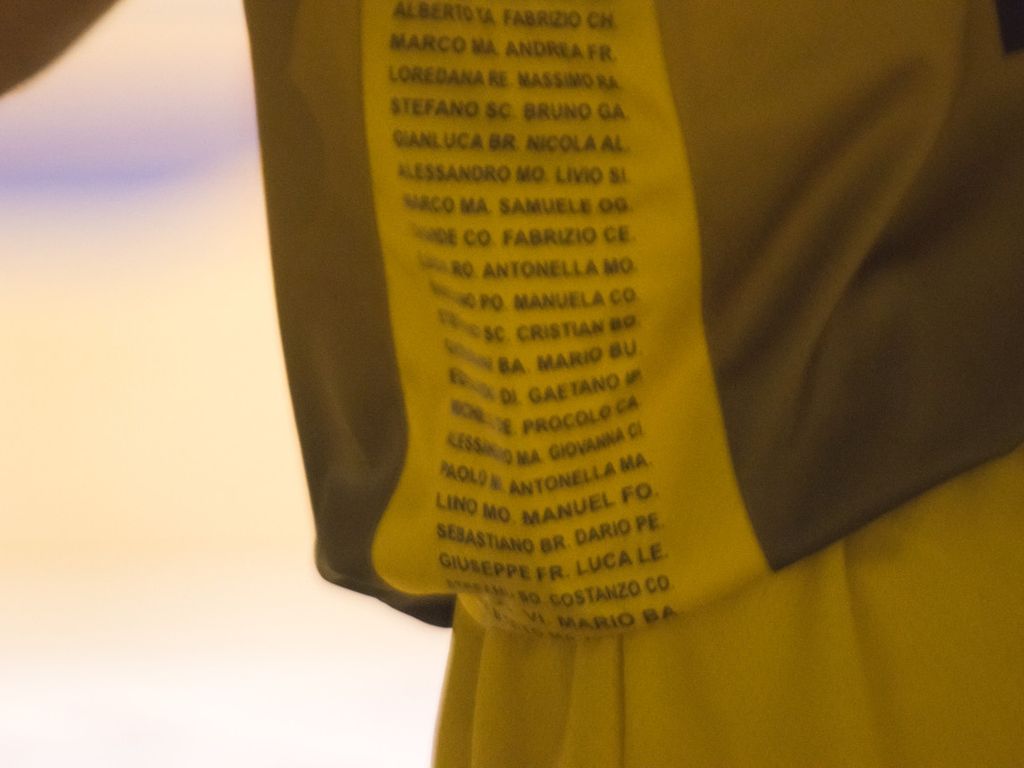 ALBERTO TA. FABRIZIO CH.
MARCO MA. ANDREA FR.
LOREDANA RE. MASSIMO RA.
STEFANO SC. BRUNO GA.
GIANLUCA BR. NICOLA AL.
ALESSANDRO MO. LIVIO SI.
MARCO MA. SAMUELE OG.
CO. FABRIZIO CE.
RO. ANTONELLA MO.
PO. MANUELA CO.
SC. CRISTIAN BO.
BA. MARIO BU.
DI. GAETANO
PROCOLO CA.
ALESSANDRO MA. GIOVANNA CI.
PAOLO ANTONELLA MA.
LINO MO. MANUEL FO.
SEBASTIANO BR. DARIO PE.
GIUSEPPE FR. LUCA LE.
COSTANZO CO.
VI. MARIO BA.